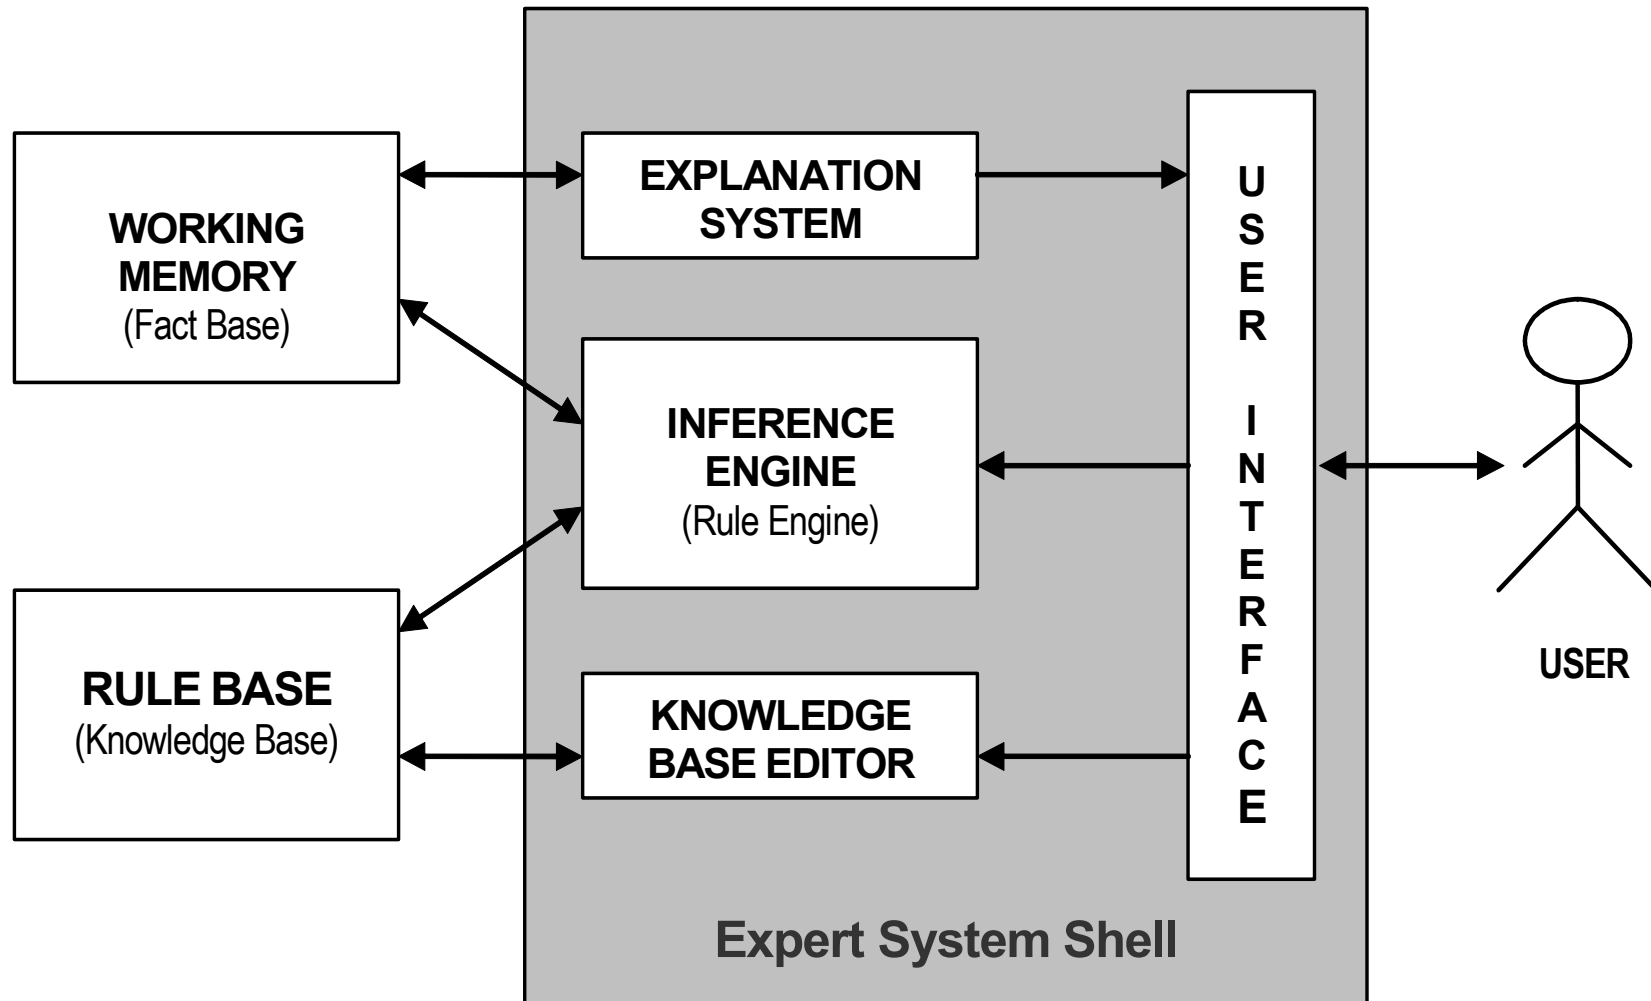 WORKING
MEMORY
(Fact Base)
RULE BASE
(Knowledge Base)
EXPLANATION
SYSTEM
INFERENCE
ENGINE
(Rule Engine)
KNOWLEDGE
BASE EDITOR
USER INTERFACE
USER
Expert System Shell